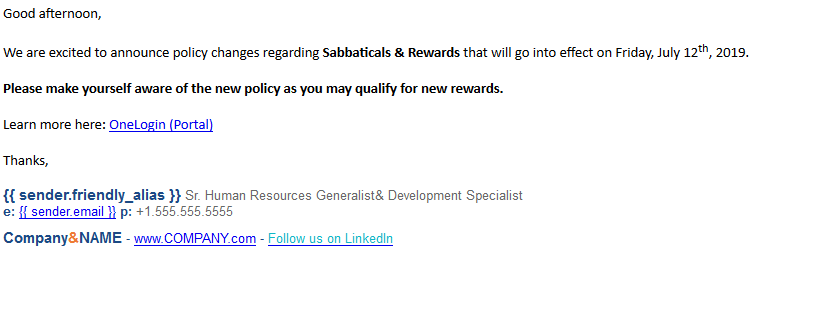 Good afternoon,
We are excited to announce policy changes regarding Sabbaticals & Rewards that will go into effect on Friday, July 12th, 2019.
Please make yourself aware of the new policy as you may qualify for new rewards.
Learn more here: OneLogin (Portal)
Thanks,
{{ sender.friendly_alias }} Sr. Human Resources Generalist& Development Specialist
e: {{ sender.email }} p: +1.555.555.5555
Company&NAME - www.COMPANY.com - Follow us on LinkedIn